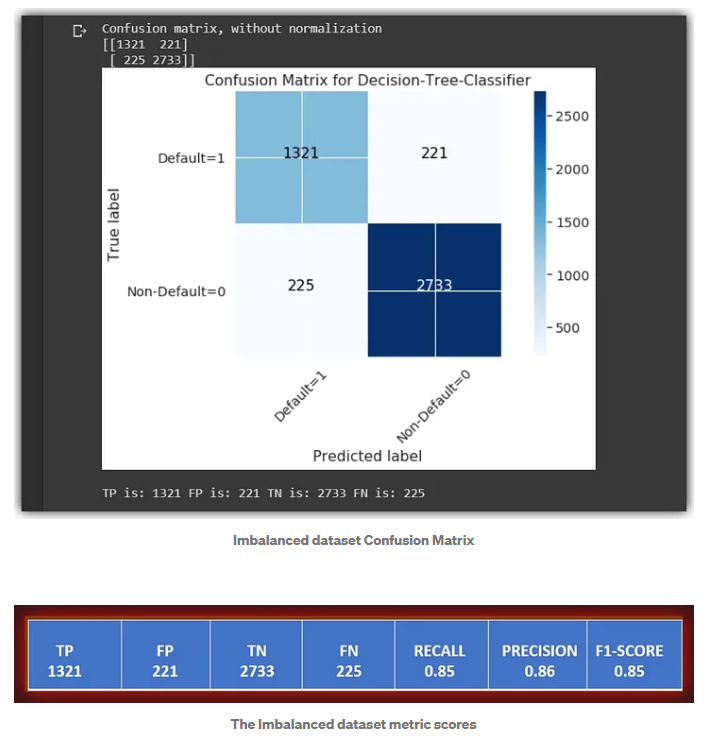 Confusion matrix, without normalization
[[1321 221]
[ 225 2733]]
Confusion Matrix for Decision-Tree-Classifier
True label
Default=1
Non-Default=0
1321
221
225
2733
2500
2000
1500
1000
500
Default=1
Non-Default=0
Predicted label
TP is: 1321 FP is: 221 TN is: 2733 FN is: 225
Imbalanced dataset Confusion Matrix
TP FP TN FN RECALL PRECISION F1-SCORE
1321 221 2733 225 0.85 0.86 0.85
The Imbalanced dataset metric scores